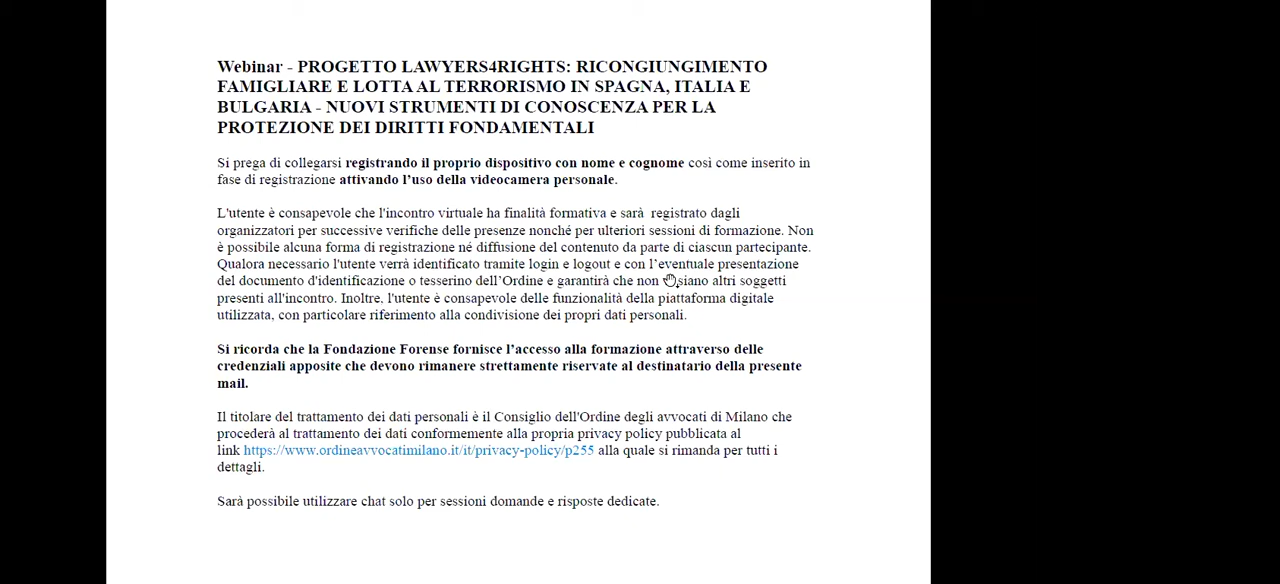 Webinar - PROGETTO LAWYERS4RIGHTS: RICONGIUNGIMENTO
FAMIGLIARE E LOTTA AL TERRORISMO IN SPAGNA, ITALIA E
BULGARIA - NUOVI STRUMENTI DI CONOSCENZA PER LA
PROTEZIONE DEI DIRITTI FONDAMENTALI
Si prega di collegarsi registrando il proprio dispositivo con nome e cognome così come inserito in
fase di registrazione attivando l’uso della videocamera personale.
L'utente è consapevole che l'incontro virtuale ha finalità formativa e sarà registrato dagli
organizzatori per successive verifiche delle presenze nonché per ulteriori sessioni di formazione. Non
è possibile alcuna forma di registrazione né diffusione del contenuto da parte di ciascun partecipante.
Qualora necessario l'utente verrà identificato tramite login e logout e con l’eventuale presentazione
del documento d'identificazione o tesserino dell’Ordine e garantirà che non siano altri soggetti
presenti all'incontro. Inoltre, l'utente è consapevole delle funzionalità della piattaforma digitale
utilizzata, con particolare riferimento alla condivisione dei propri dati personali.
Si ricorda che la Fondazione Forense fornisce l’accesso alla formazione attraverso delle
credenziali apposite che devono rimanere strettamente riservate al destinatario della presente
mail.
Il titolare del trattamento dei dati personali è il Consiglio dell'Ordine degli avvocati di Milano che
procederà al trattamento dei dati conformemente alla propria privacy policy pubblicata al
link https://www.ordineavvocatimilano.it/it/privacy-policy/p255 alla quale si rimanda per tutti i
dettagli.
Sarà possibile utilizzare chat solo per sessioni domande e risposte dedicate.